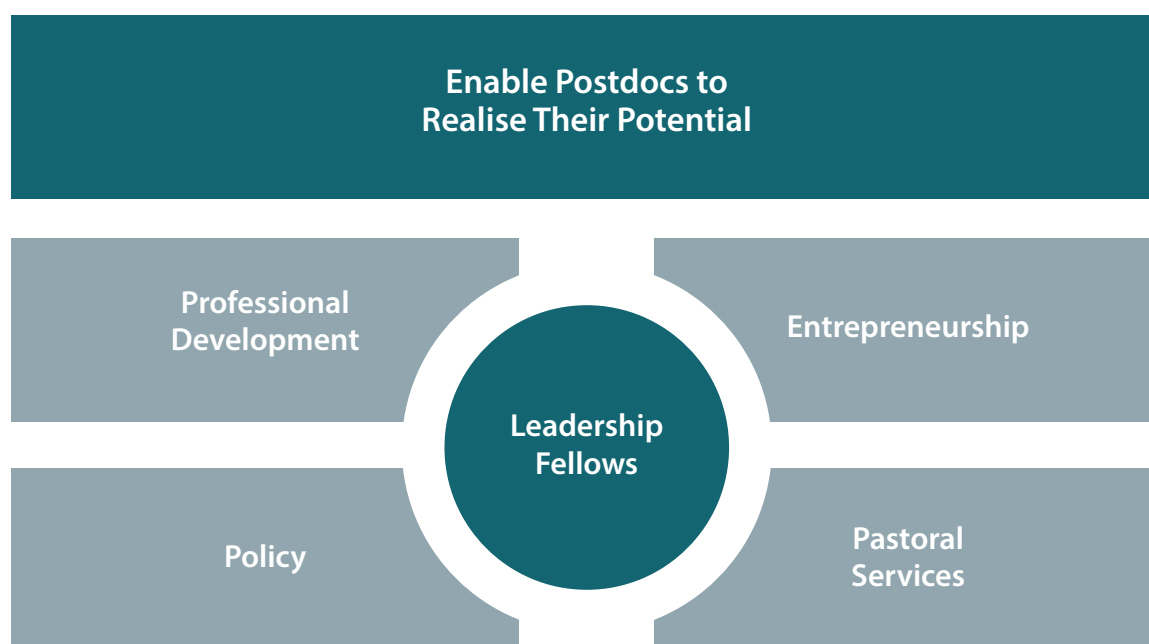 Enable Postdocs to
Realise Their Potential
Professional
Development
Entrepreneurship
Leadership
Fellows
Policy
Pastoral
Services